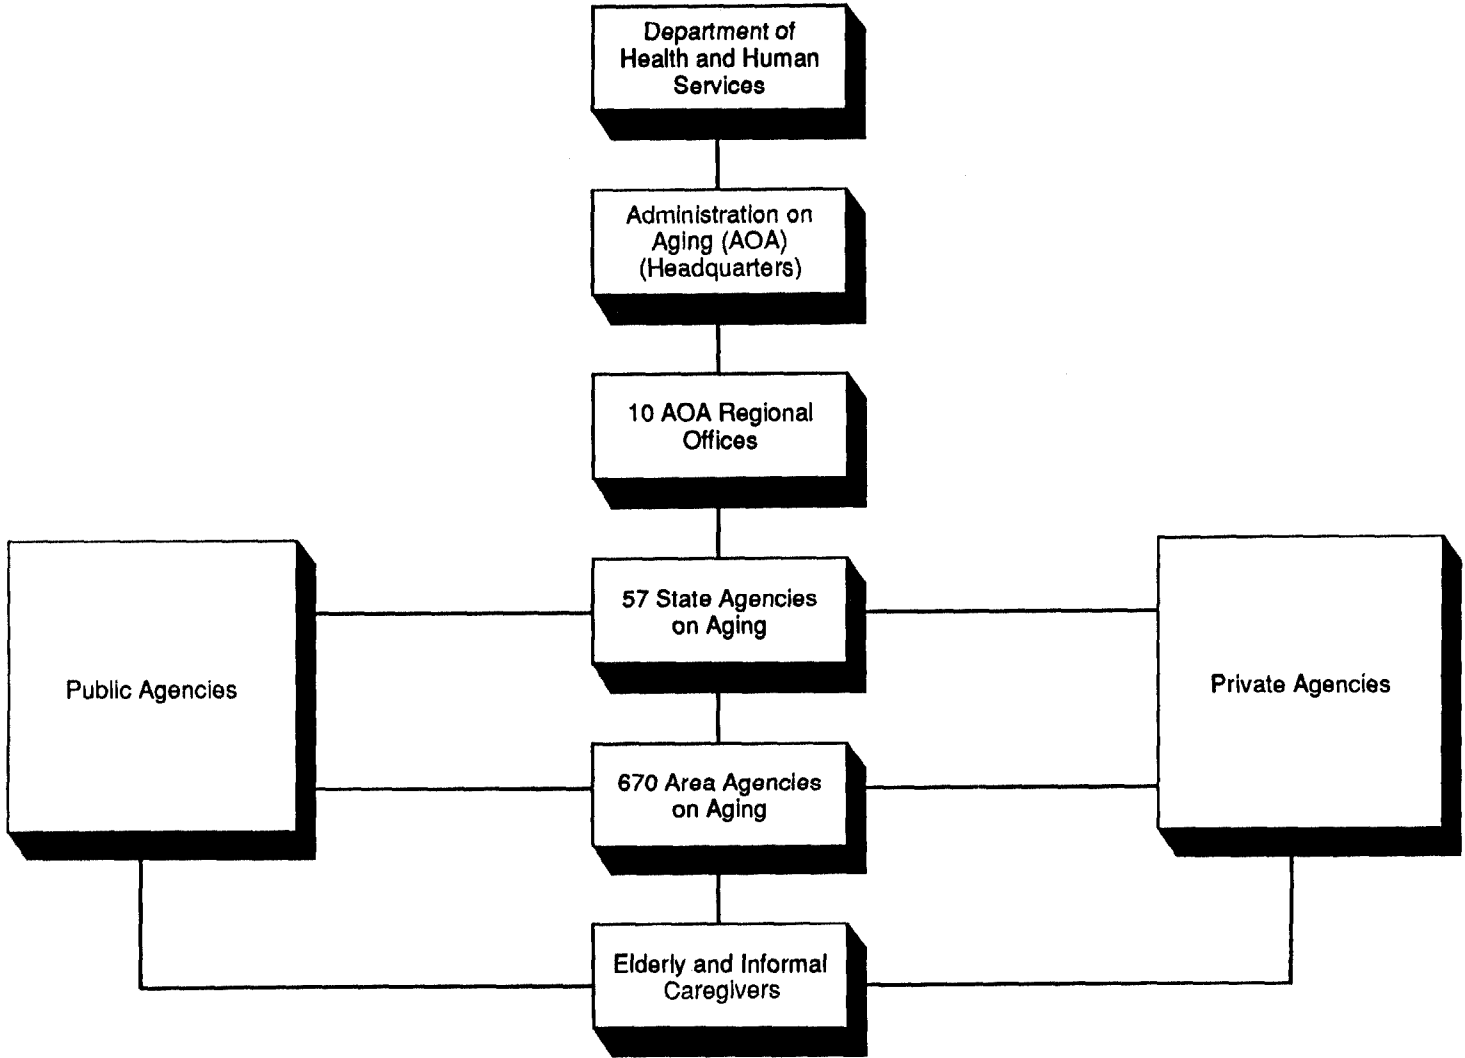 Department of
Health and Human
Services
Administration on
Aging (AOA)
(Headquarters)
10 AOA Regional
Offices
57 State Agencies
on Aging
Public Agencies
Private Agencies
670 Area Agencies
on Aging
Elderly and Informal
Caregivers